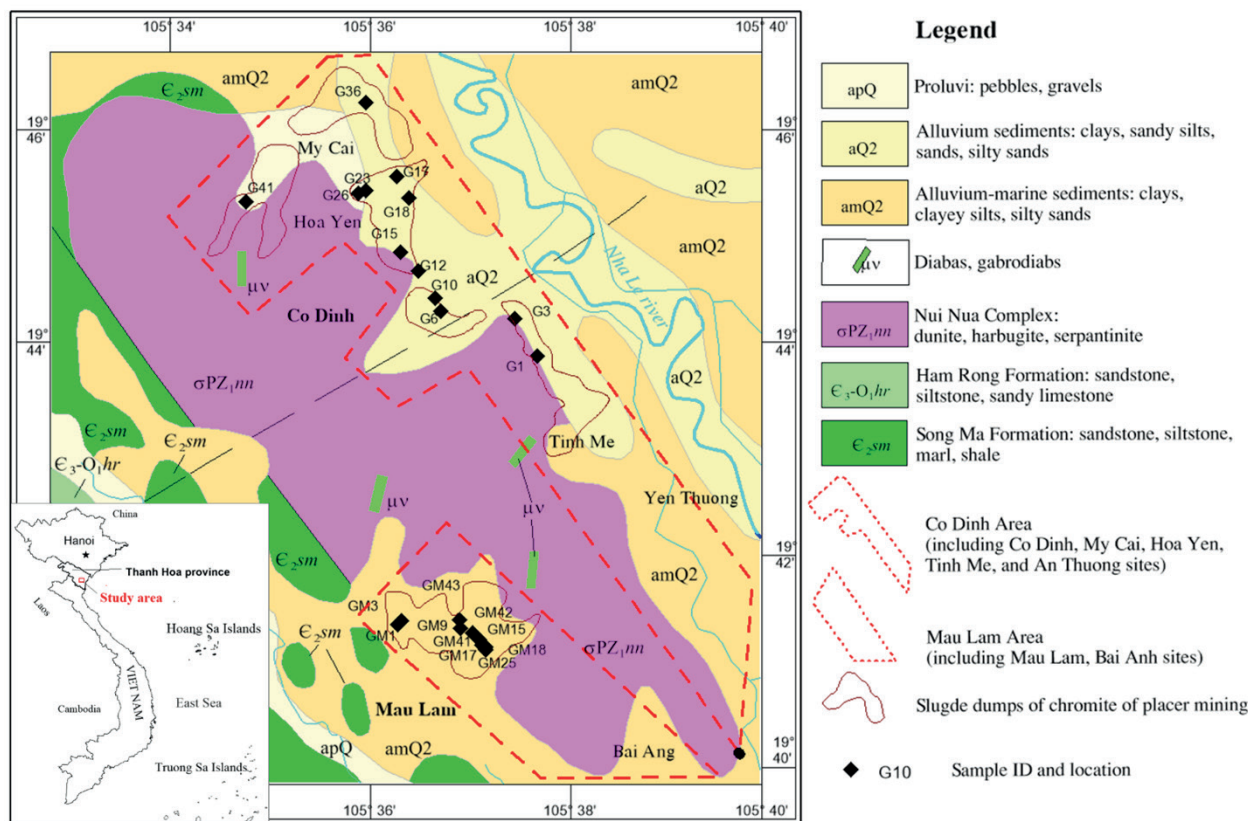 105° 34'
105° 36'
105° 38'
105° 40'
19°
46'
19°
44'
19°
42'
19°
40'
105° 36'
105° 38'
105° 40'
amQ2
Є₂sm
G36
amQ2
My Cai
G41
G23
G26
G17
G18
Hoa Yen
aQ2
amQ2
G15
G12
aQ2
G10
G6
Nha Le river
μν
Co Dinh
G3
G1
σPZ₁nn
aQ2
Є₂sm
Є₂sm
Є₃-O₁hr
Tinh Me
Yen Thuong
μν
μν
Є₂sm
amQ2
GM43
GM3
GM42
GM9
GM15
GM1
GM41
GM18
GM17
GM25
σPZ₁nn
Є₂sm
Mau Lam
apQ
amQ2
Bai Ang
China
Hanoi
Thanh Hoa province
Study area
Laos
Hoang Sa Islands
VIET NAM
East Sea
Cambodia
Truong Sa Islands
Legend
apQ
Proluvi: pebbles, gravels
aQ2
Alluvium sediments: clays, sandy silts,
sands, silty sands
amQ2
Alluvium-marine sediments: clays,
clayey silts, silty sands
μν
Diabas, gabrodiabs
σPZ₁nn
Nui Nua Complex:
dunite, harbugite, serpantinite
Є₃-O₁hr
Ham Rong Formation: sandstone,
siltstone, sandy limestone
Є₂sm
Song Ma Formation: sandstone, siltstone,
marl, shale
Co Dinh Area
(including Co Dinh, My Cai, Hoa Yen,
Tinh Me, and An Thuong sites)
Mau Lam Area
(including Mau Lam, Bai Anh sites)
Slugde dumps of chromite of placer mining
G10
Sample ID and location